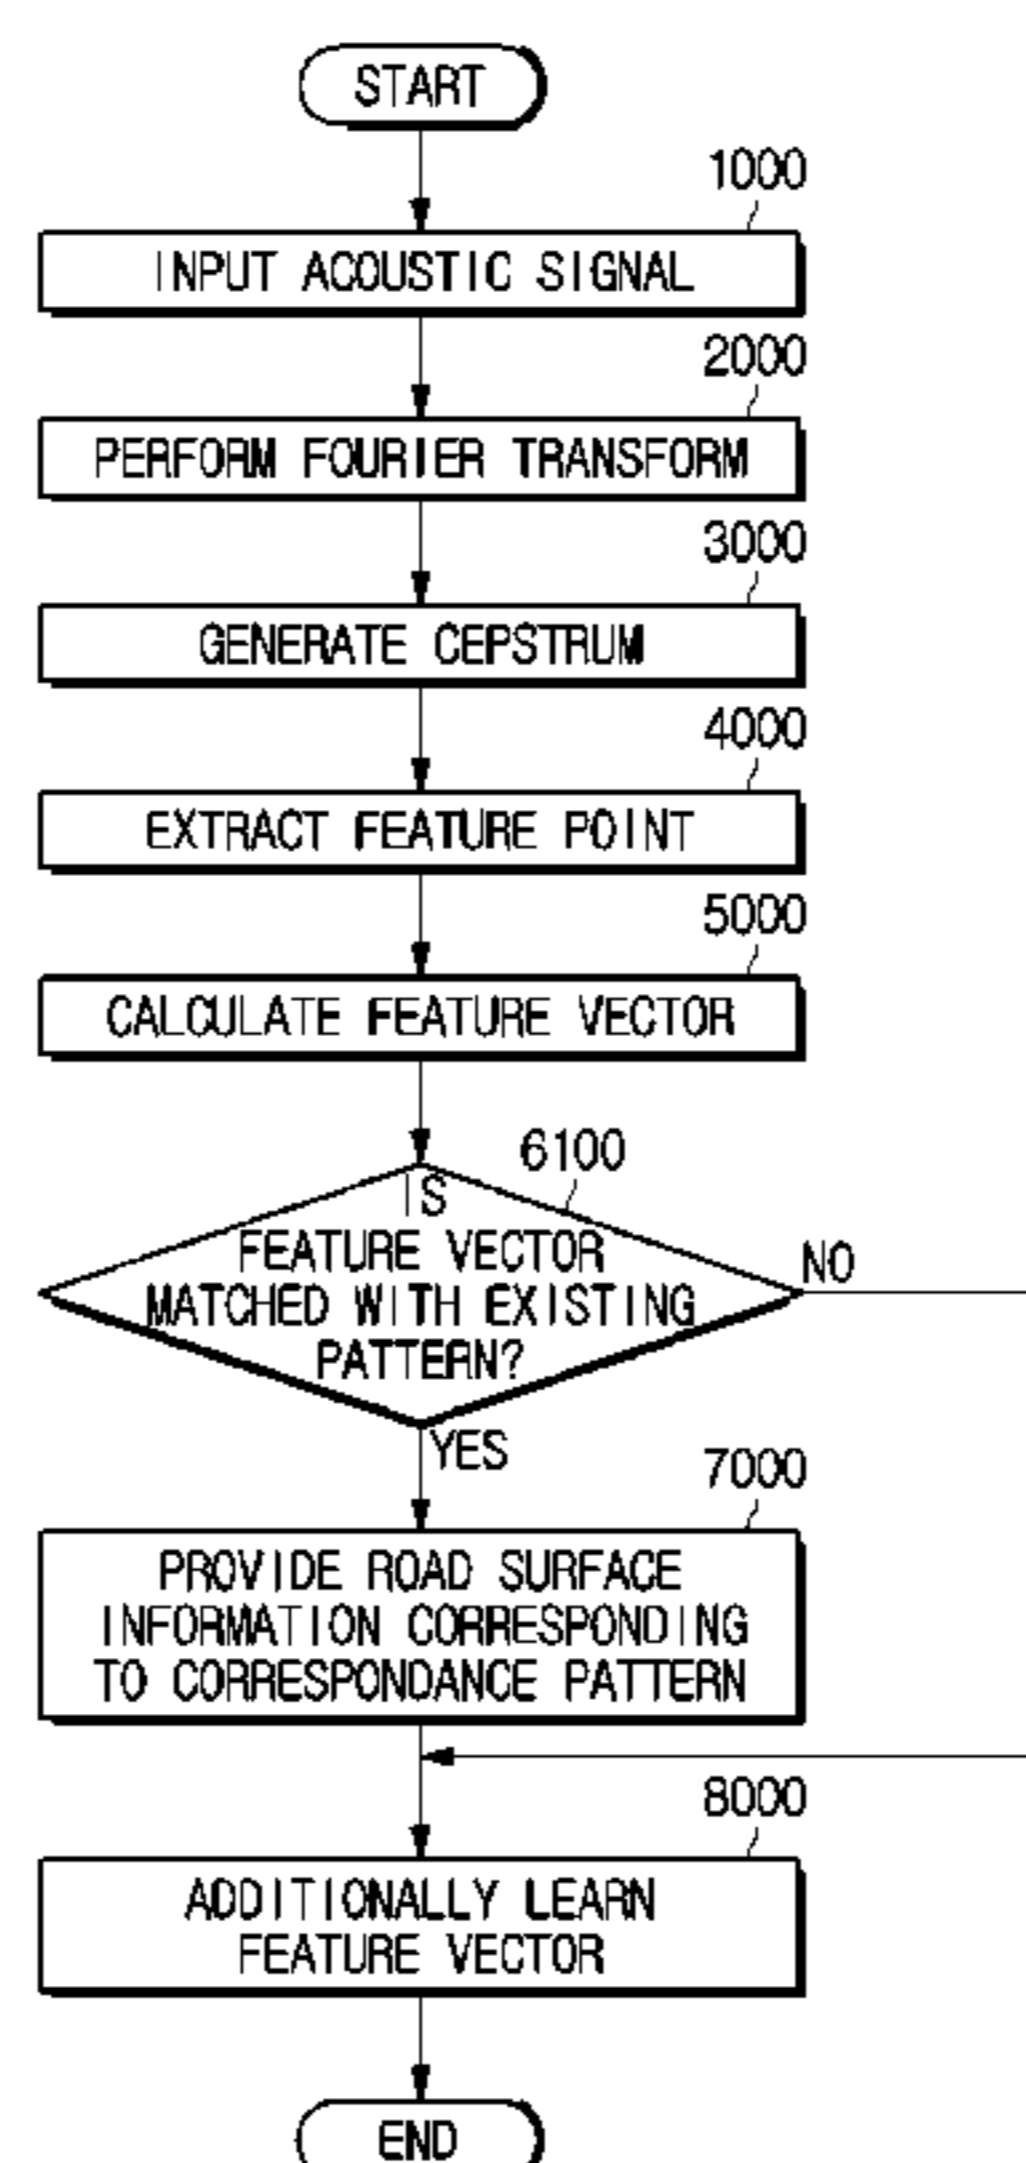 START
1000
INPUT ACOUSTIC SIGNAL
2000
PERFORM FOURIER TRANSFORM
3000
GENERATE CEPSTRUM
4000
EXTRACT FEATURE POINT
5000
CALCULATE FEATURE VECTOR
6100
IS
FEATURE VECTOR
MATCHED WITH EXISTING
PATTERN?
NO
YES
7000
PROVIDE ROAD SURFACE
INFORMATION CORRESPONDING
TO CORRESPONDANCE PATTERN
8000
ADDITIONALLY LEARN
FEATURE VECTOR
END